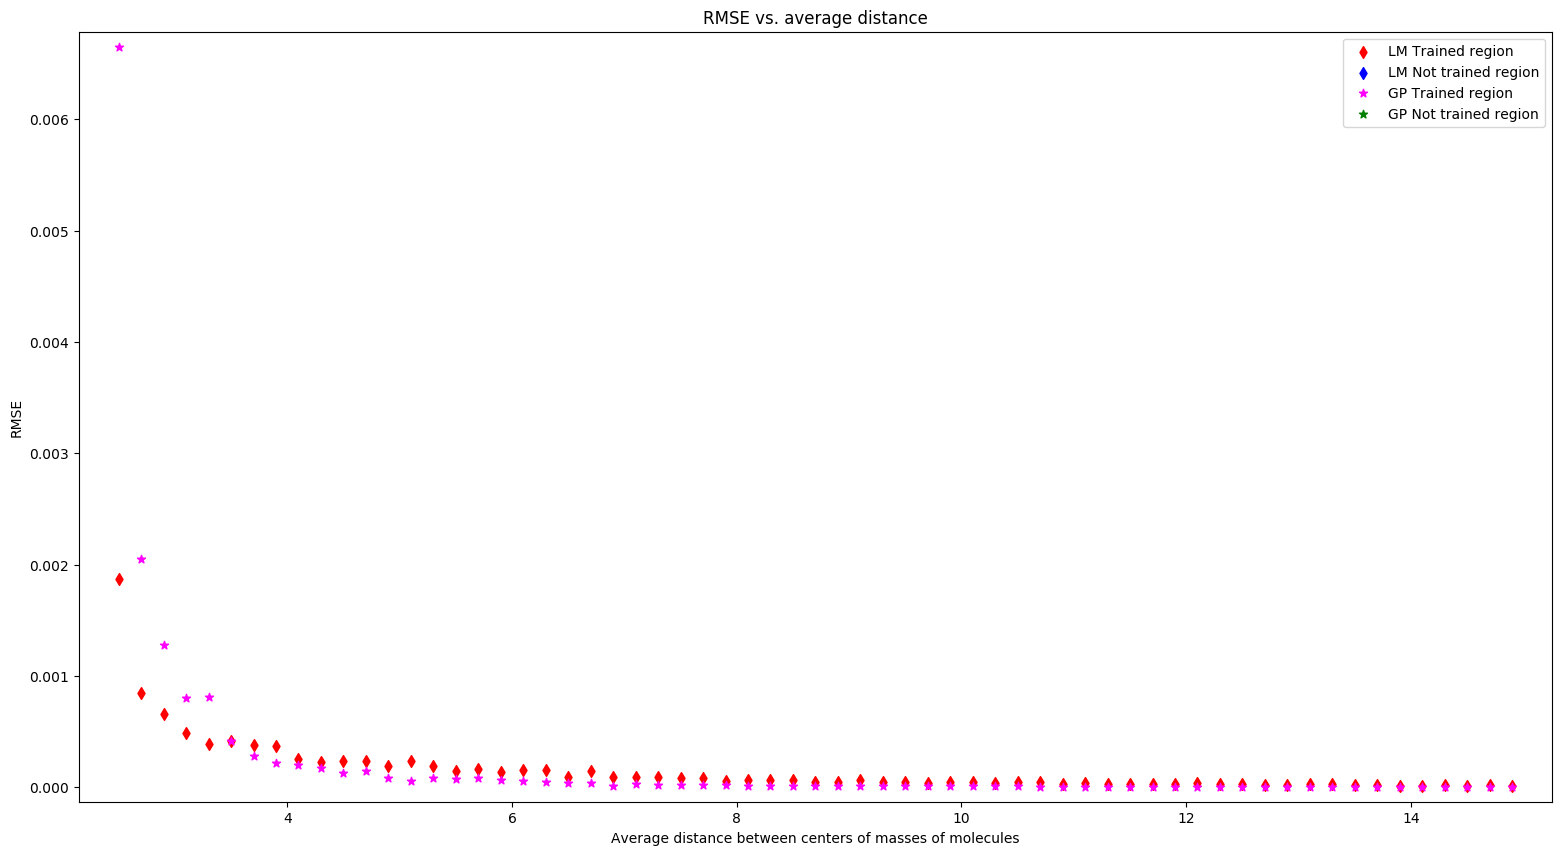 RMSE vs. average distance
LM Trained region
LM Not trained region
GP Trained region
GP Not trained region
0.006
0.005
0.004
0.003
0.002
0.001
0.000
RMSE
4 6 8 10 12 14
Average distance between centers of masses of molecules